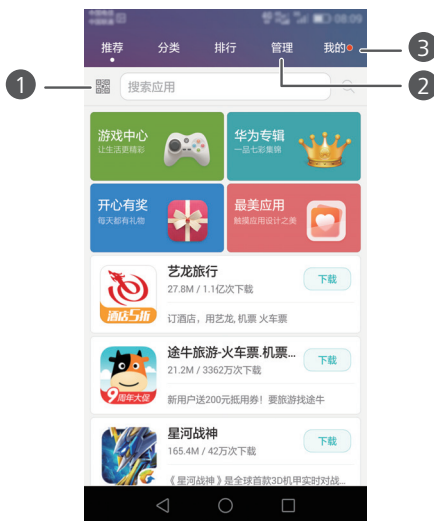 08:09
推荐 分类 排行 管理 我的
3
1
搜索应用
2
游戏中心
让生活更精彩
华为专辑
一品七彩集锦
开心有奖
每天都有礼物
最美应用
触摸应用设计之美
艺龙旅行
27.8M / 1.1亿次下载
下载
酒店5折
订酒店，用艺龙, 机票 火车票
途牛旅游-火车票.机票...
21.2M / 3362万次下载
下载
9周年大促
新用户送200元抵用券！要旅游找途牛
星河战神
165.4M / 42万次下载
下载
《星河战神》是全球首款3D机甲实时对战...